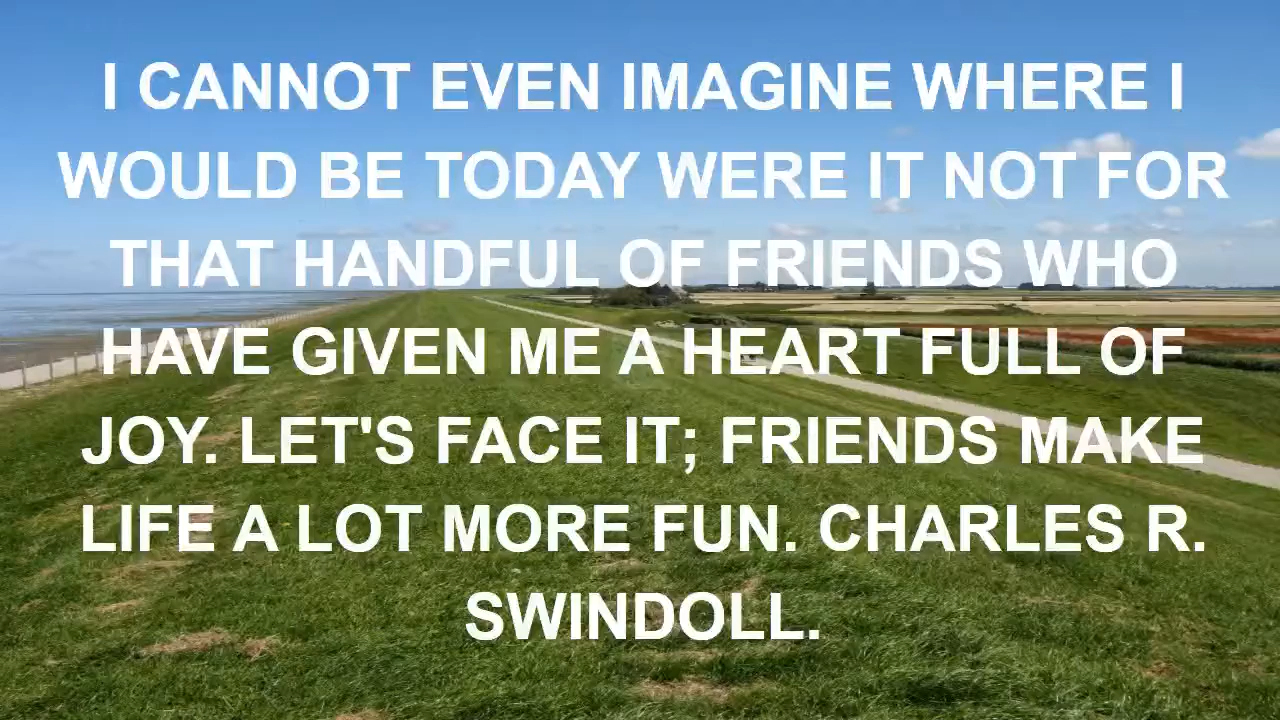 I CANNOT EVEN IMAGINE WHERE I
WOULD BE TODAY WERE IT NOT FOR
THAT HANDFUL OF FRIENDS WHO
HAVE GIVEN ME A HEART FULL OF
JOY. LET'S FACE IT; FRIENDS MAKE
LIFE A LOT MORE FUN. CHARLES R.
SWINDOLL.